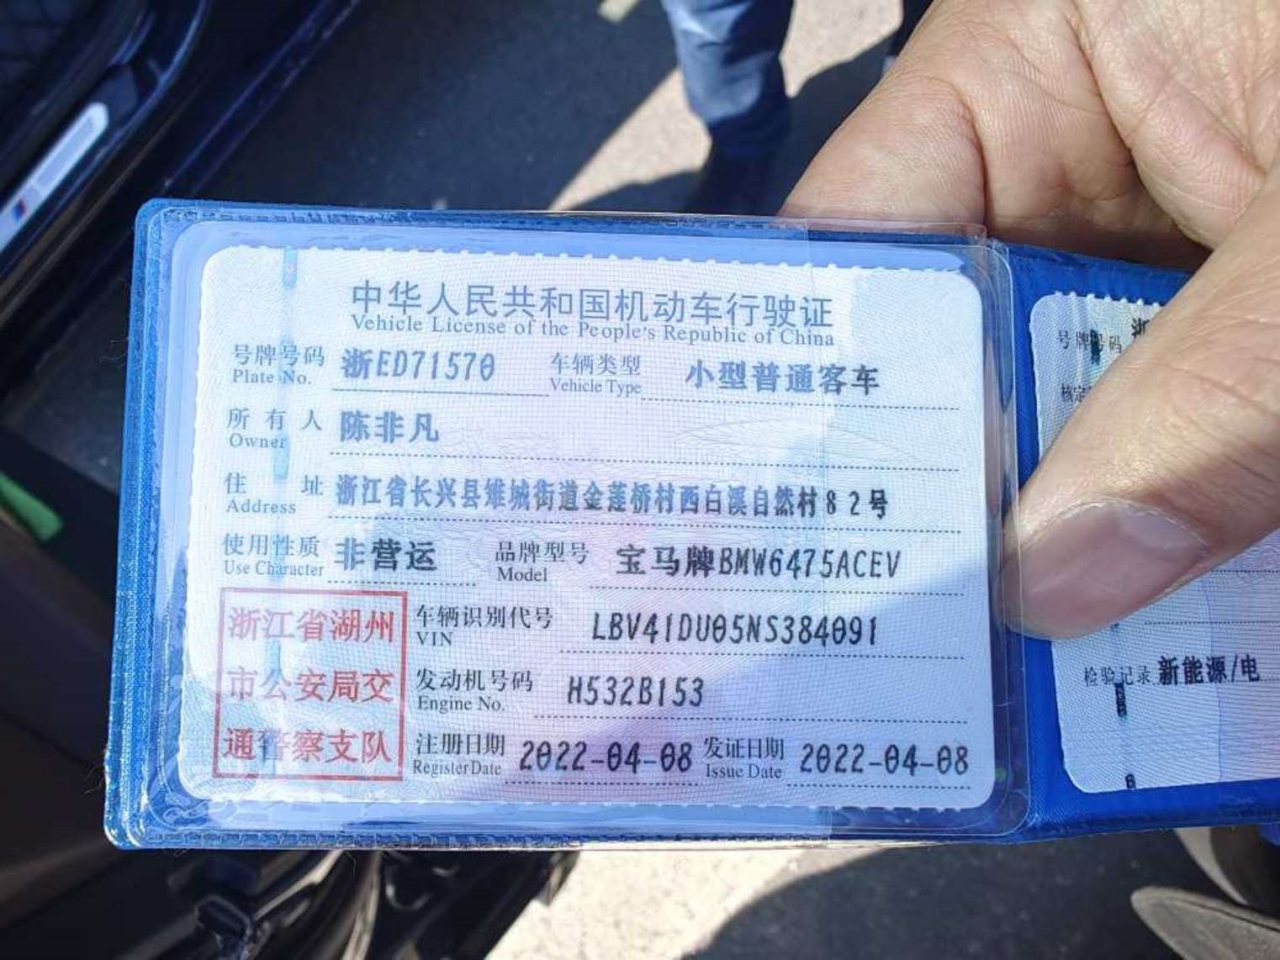 中华人民共和国机动车行驶证
Vehicle License of the People's Republic of China
号牌号码 浙ED71570 车辆类型 小型普通客车
Plate No. Vehicle Type
所有人 陈非凡
Owner
住址 浙江省长兴县雉城街道金莲桥村西白溪自然村82号
Address
使用性质 非营运 品牌型号 宝马牌BMW6475ACEV
Use Character Model
浙江省湖州
市公安局交
通警察支队
车辆识别代号 LBV41DU05NS384091
VIN
发动机号码 H532B153
Engine No.
注册日期 2022-04-08 发证日期 2022-04-08
Register Date Issue Date
号牌号码 浙
核定
检验记录 新能源/电